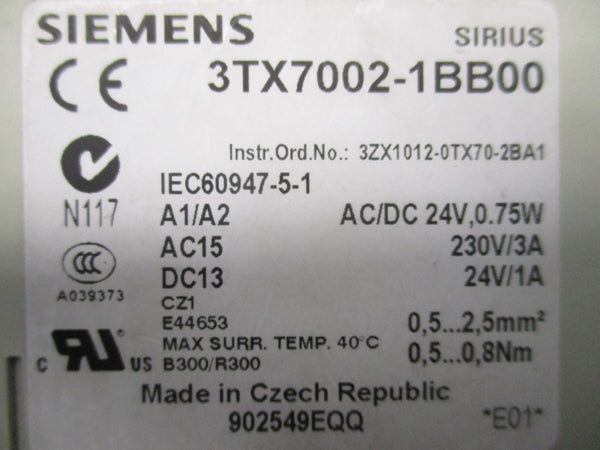 SIEMENS SIRIUS
CE 3TX7002-1BB00
Instr.Ord.No.: 3ZX1012-0TX70-2BA1
IEC60947-5-1
N117 A1/A2 AC/DC 24V,0.75W
AC15 230V/3A
CCC DC13 24V/1A
A039373 CZ1
E44653 0,5...2,5mm²
MAX SURR. TEMP. 40°C 0,5...0,8Nm
C UR ® US B300/R300
Made in Czech Republic
902549EQQ *E01*